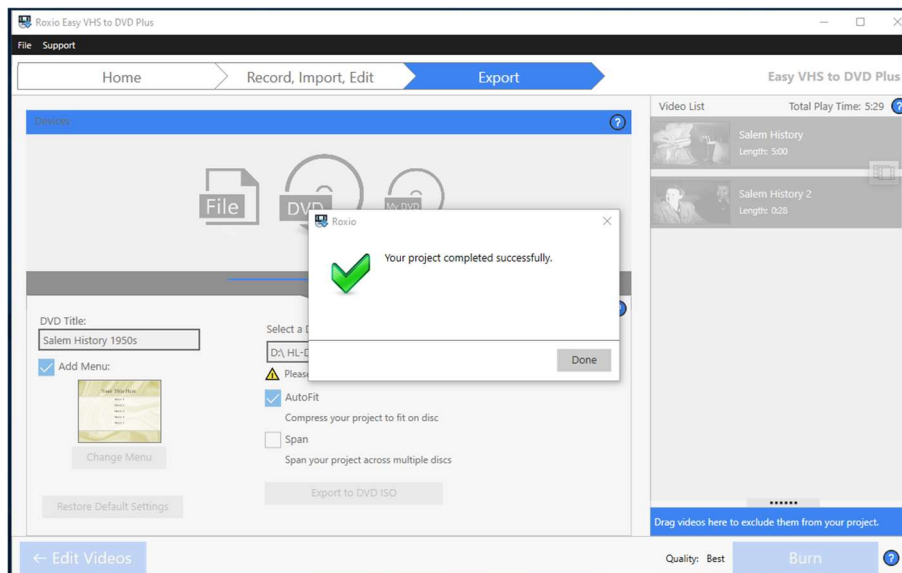 Roxio Easy VHS to DVD Plus
File Support
Home
Record, Import, Edit
Export
Easy VHS to DVD Plus
Devices
?
File
DVD
My DVD
Roxio
Your project completed successfully.
Done
DVD Title:
Salem History 1950s
Add Menu:
Your Title Here
Change Menu
Restore Default Settings
Select a
D:\ HL-
AutoFit
Compress your project to fit on disc
Span
Span your project across multiple discs
Export to DVD ISO
Video List
Total Play Time: 5:29
?
Salem History
Length: 5:00
Salem History 2
Length: 0:28
Drag videos here to exclude them from your project.
← Edit Videos
Quality: Best
Burn
?